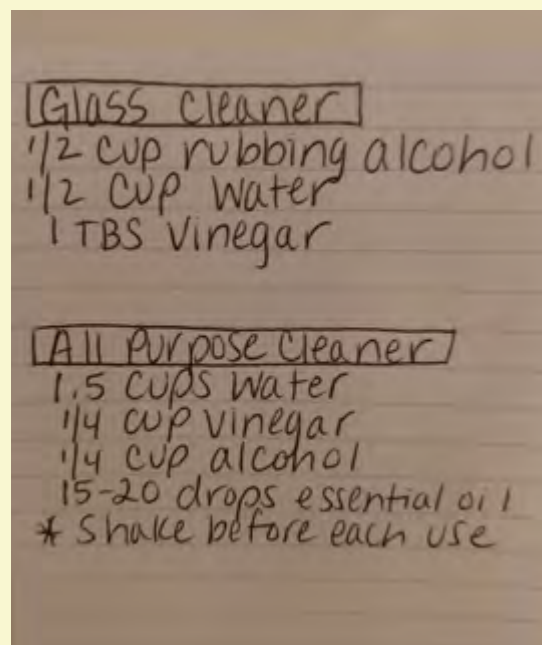 Glass Cleaner
1/2 cup rubbing alcohol
1/2 cup water
1 TBS Vinegar
All Purpose Cleaner
1.5 cups water
1/4 cup vinegar
1/4 cup alcohol
15-20 drops essential oil
* Shake before each use